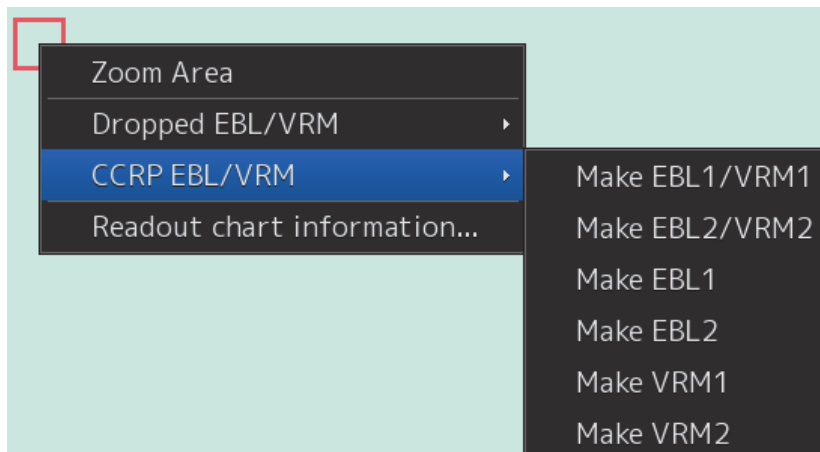 Zoom Area
Dropped EBL/VRM
CCRP EBL/VRM
Readout chart information...
Make EBL1/VRM1
Make EBL2/VRM2
Make EBL1
Make EBL2
Make VRM1
Make VRM2